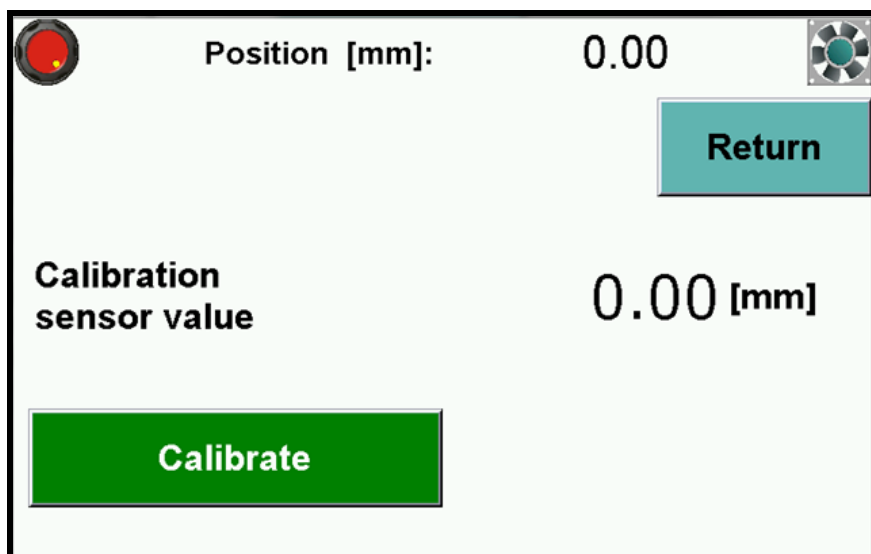 Position [mm]: 0.00
Return
Calibration
sensor value
0.00 [mm]
Calibrate